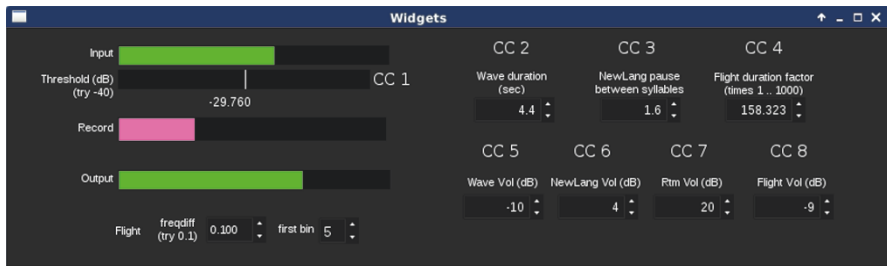 Widgets
Input
Threshold (dB)
(try -40)
CC 1
-29.760
Record
Output
Flight
freqdiff
(try 0.1)
0.100
first bin
5
CC 2
CC 3
CC 4
Wave duration
(sec)
NewLang pause
between syllables
Flight duration factor
(times 1 .. 1000)
4.4
1.6
158.323
CC 5
CC 6
CC 7
CC 8
Wave Vol (dB)
NewLang Vol (dB)
Rtm Vol (dB)
Flight Vol (dB)
-10
4
20
-9